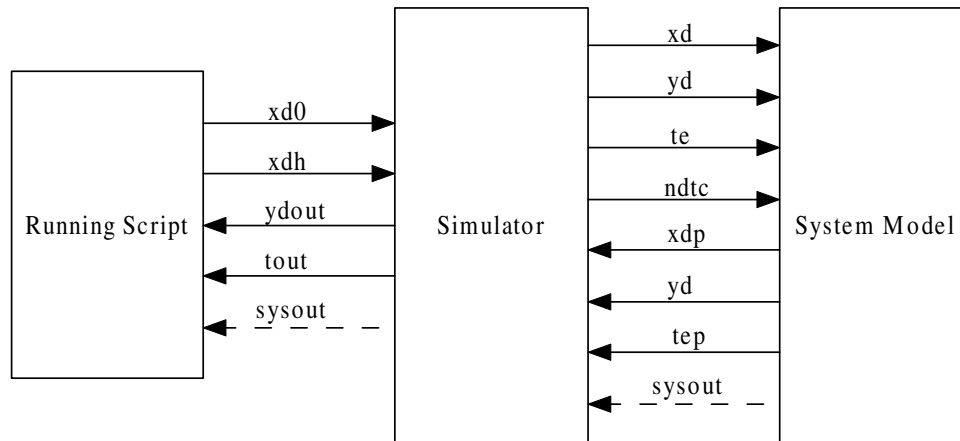 xd
yd
xd0
te
xdh
ndtc
Running Script
ydout
Simulator
System Model
xdp
tout
yd
sysout
tep
sysout